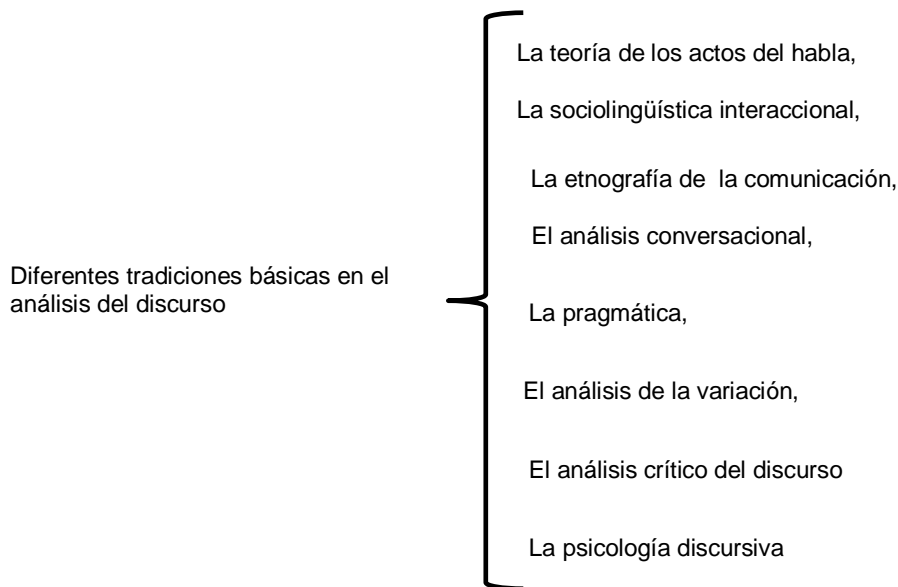 La teoría de los actos del habla,
La sociolingüística interaccional,
La etnografía de la comunicación,
El análisis conversacional,
Diferentes tradiciones básicas en el
análisis del discurso
La pragmática,
El análisis de la variación,
El análisis crítico del discurso
La psicología discursiva